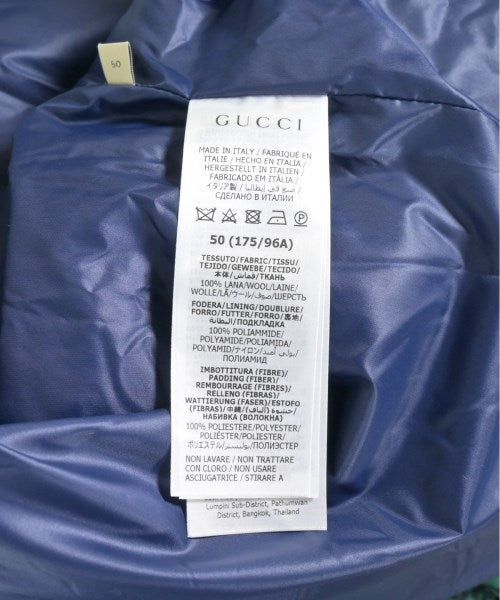 50
GUCCI
MADE IN ITALY / FABRIQUÉ EN
ITALIE / HECHO EN ITALIA /
HERGESTELLT IN ITALIEN /
FABRICADO EM ITÁLIA /
イタリア製 / صنع في إيطاليا /
СДЕЛАНО В ИТАЛИИ
50 (175/96A)
TESSUTO/FABRIC/TISSU/
TEJIDO/GEWEBE/TECIDO/
本体/قماش/ТКАНЬ
100% LANA/WOOL/LAINE/
WOLLE/LÃ/ウール/صوف/ШЕРСТЬ
FODERA/LINING/DOUBLURE/
FORRO/FUTTER/FORRO/裏地/
البطانة/ПОДКЛАДКА
100% POLIAMMIDE/
POLYAMIDE/POLIAMIDA/
POLYAMID/ナイロン/بولي أميد/
ПОЛИАМИД
IMBOTTITURA (FIBRE)/
PADDING (FIBER)/
REMBOURRAGE (FIBRES)/
RELLENO (FIBRAS)/
WATTIERUNG (FASER)/ESTOFO
(FIBRAS)/中綿/حشوة (ألياف)/
НАБИВКА (ВОЛОКНА)
100% POLIESTERE/POLYESTER/
POLYESTER/POLIÉSTER/
ポリエステル/بوليستر/ПОЛИЭСТЕР
NON LAVARE / NON TRATTARE
CON CLORO / NON USARE
ASCIUGATRICE / STIRARE A
Lumpini Sub-District, Pathumwan
District, Bangkok, Thailand